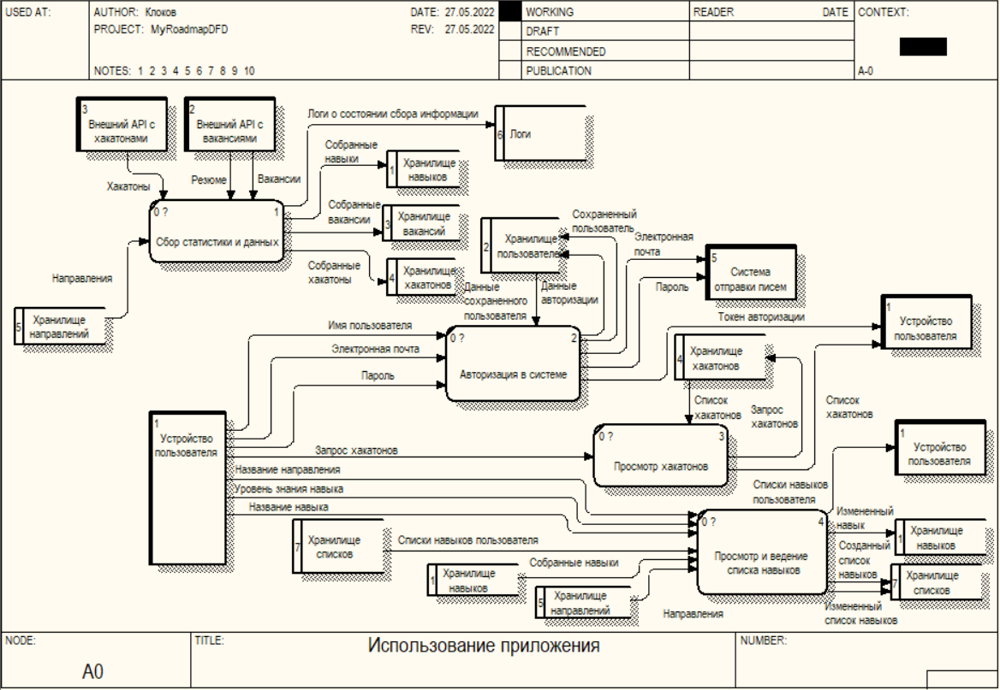 USED AT:
AUTHOR: Клоков
DATE: 27.05.2022
PROJECT: MyRoadmapDFD
REV: 27.05.2022
NOTES: 1 2 3 4 5 6 7 8 9 10
WORKING
DRAFT
RECOMMENDED
PUBLICATION
READER
DATE
CONTEXT:
A-0
3
Внешний API с
хакатонами
2
Внешний API с
вакансиями
Логи о состоянии сбора информации
6
Логи
Собранные
навыки
1
Хранилище
навыков
Хакатоны
Резюме
Вакансии
0 ?
1
Сбор статистики и данных
Собранные
вакансии
3
Хранилище
вакансий
Собранные
хакатоны
4
Хранилище
хакатонов
Направления
5
Хранилище
направлений
2
Хранилище
пользователе
Сохраненный
пользователь
Электронная
почта
5
Система
отправки писем
Пароль
Данные
сохраненного
пользователя
Данные
авторизации
Токен авторизации
1
Устройство
пользователя
Имя пользователя
Электронная почта
Пароль
0 ?
2
Авторизация в системе
4
Хранилище
хакатонов
Список
хакатонов
Запрос
хакатонов
Список
хакатонов
1
Устройство
пользователя
Запрос хакатонов
0 ?
3
Просмотр хакатонов
1
Устройство
пользователя
Название направления
Уровень знания навыка
Название навыка
Списки навыков
пользователя
0 ?
4
Просмотр и ведение
списка навыков
7
Хранилище
списков
Списки навыков пользователя
1
Хранилище
навыков
Собранные навыки
5
Хранилище
направлений
Направления
Измененный
навык
1
Хранилище
навыков
Созданный
список
навыков
7
Хранилище
списков
Измененный
список навыков
NODE:
A0
TITLE:
Использование приложения
NUMBER: